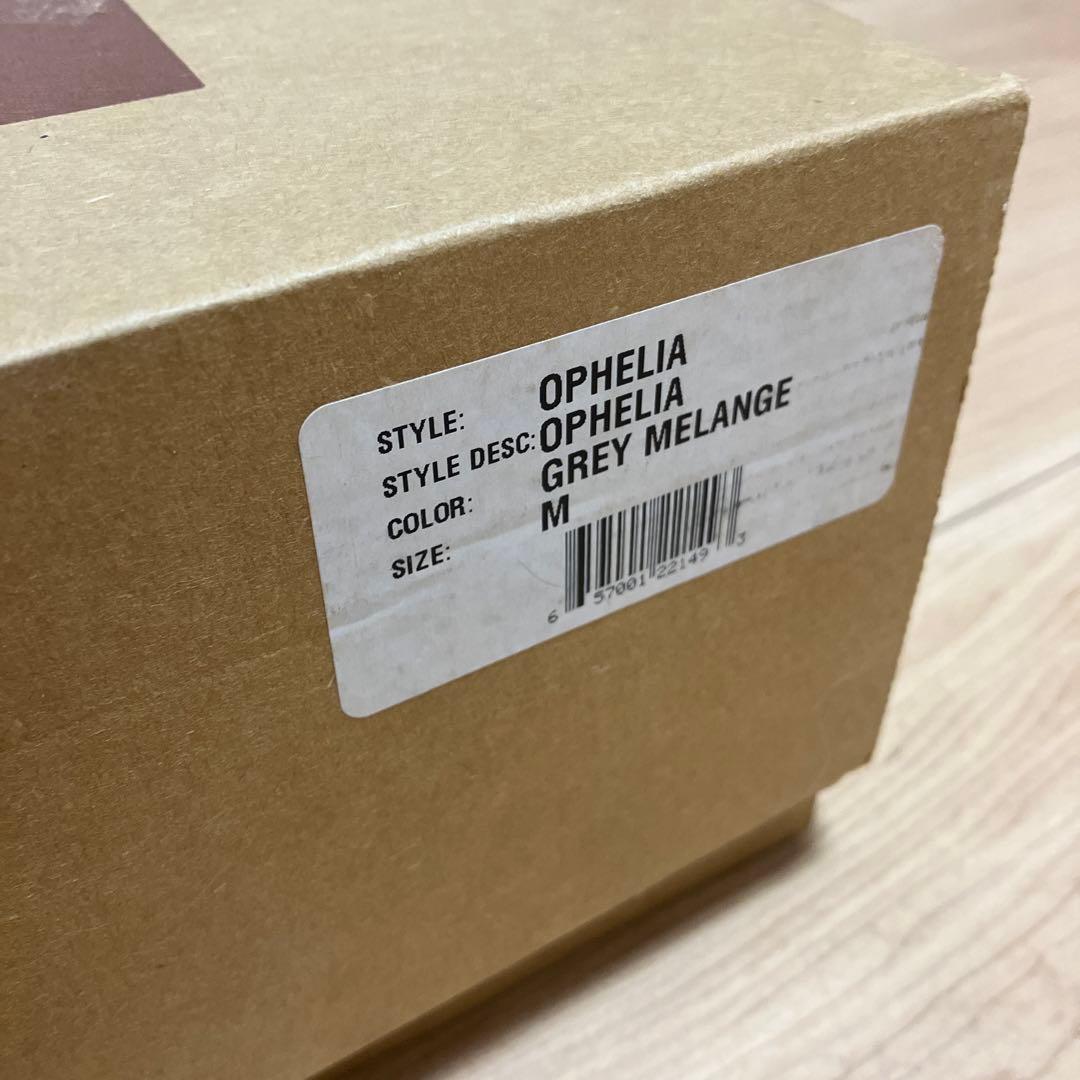 STYLE: OPHELIA
STYLE DESC: OPHELIA
COLOR: GREY MELANGE
SIZE: M
6 57001 22149 3